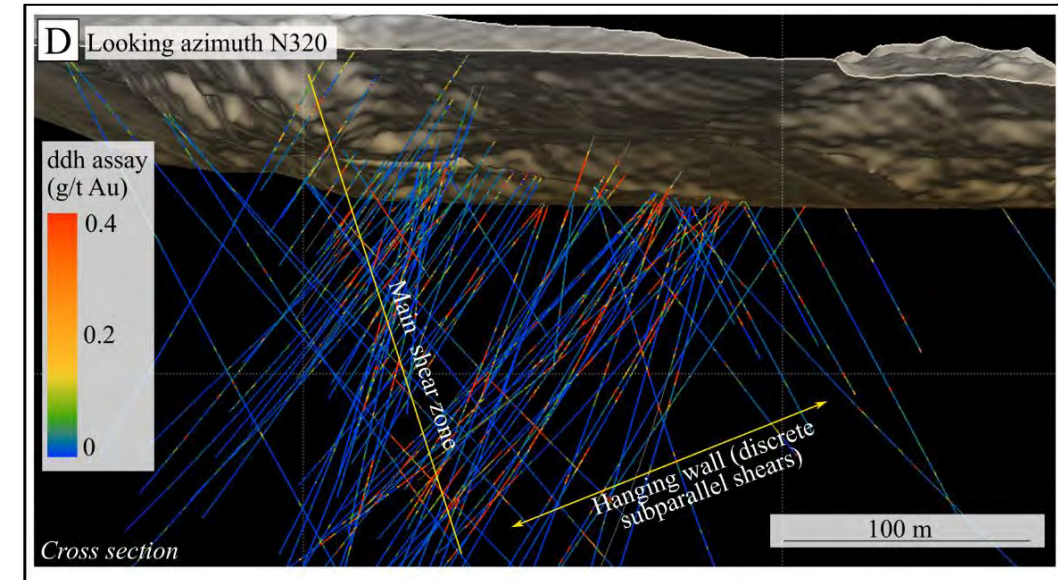 D
Looking azimuth N320
ddh assay
(g/t Au)
0.4
0.2
0
Main shear zone
Hanging wall (discrete
subparallel shears)
100 m
Cross section